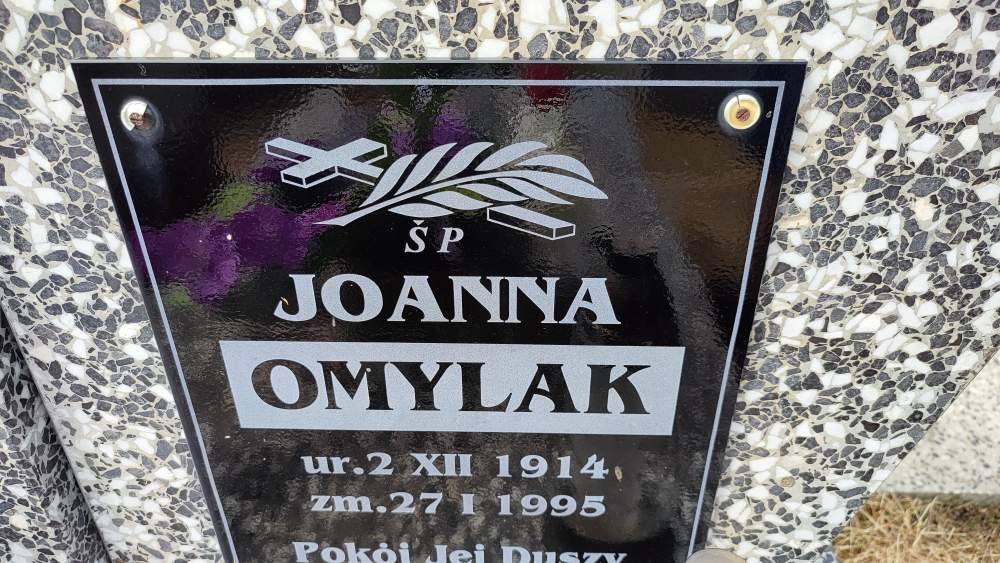 ŚP
JOANNA
OMYLAK
ur. 2 XII 1914
zm. 27 I 1995
Pokój Jej Duszy